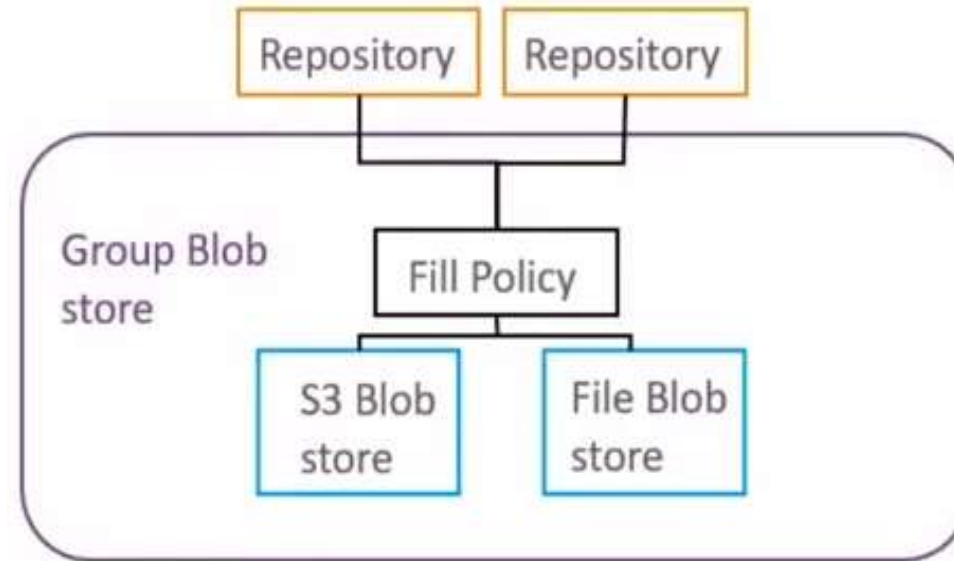 Repository
Repository
Group Blob
store
Fill Policy
S3 Blob
store
File Blob
store